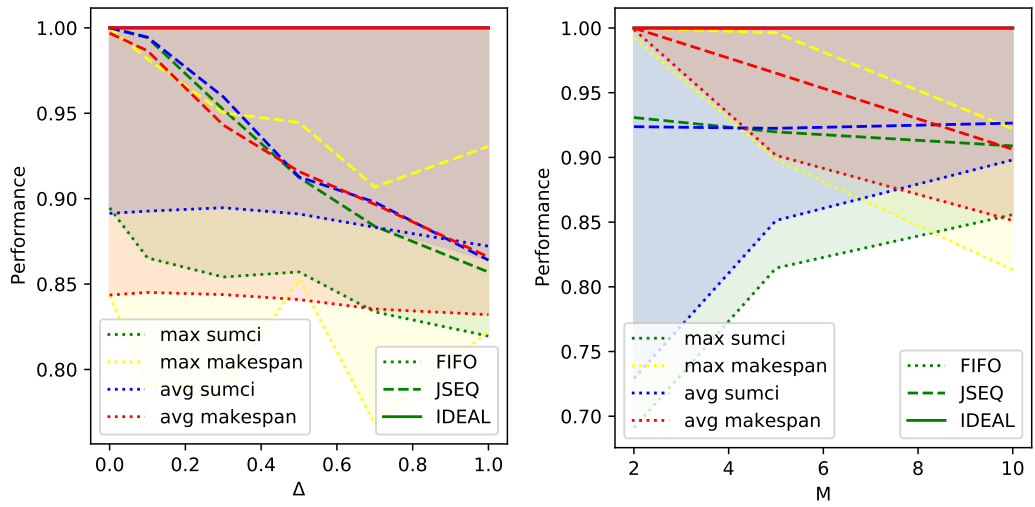 1.00
0.95
0.90
0.85
0.80
Performance
max sumci
max makespan
avg sumci
avg makespan
FIFO
JSEQ
IDEAL
0.0 0.2 0.4 0.6 0.8 1.0
Δ
1.00
0.95
0.90
0.85
0.80
0.75
0.70
Performance
max sumci
max makespan
avg sumci
avg makespan
FIFO
JSEQ
IDEAL
2 4 6 8 10
M